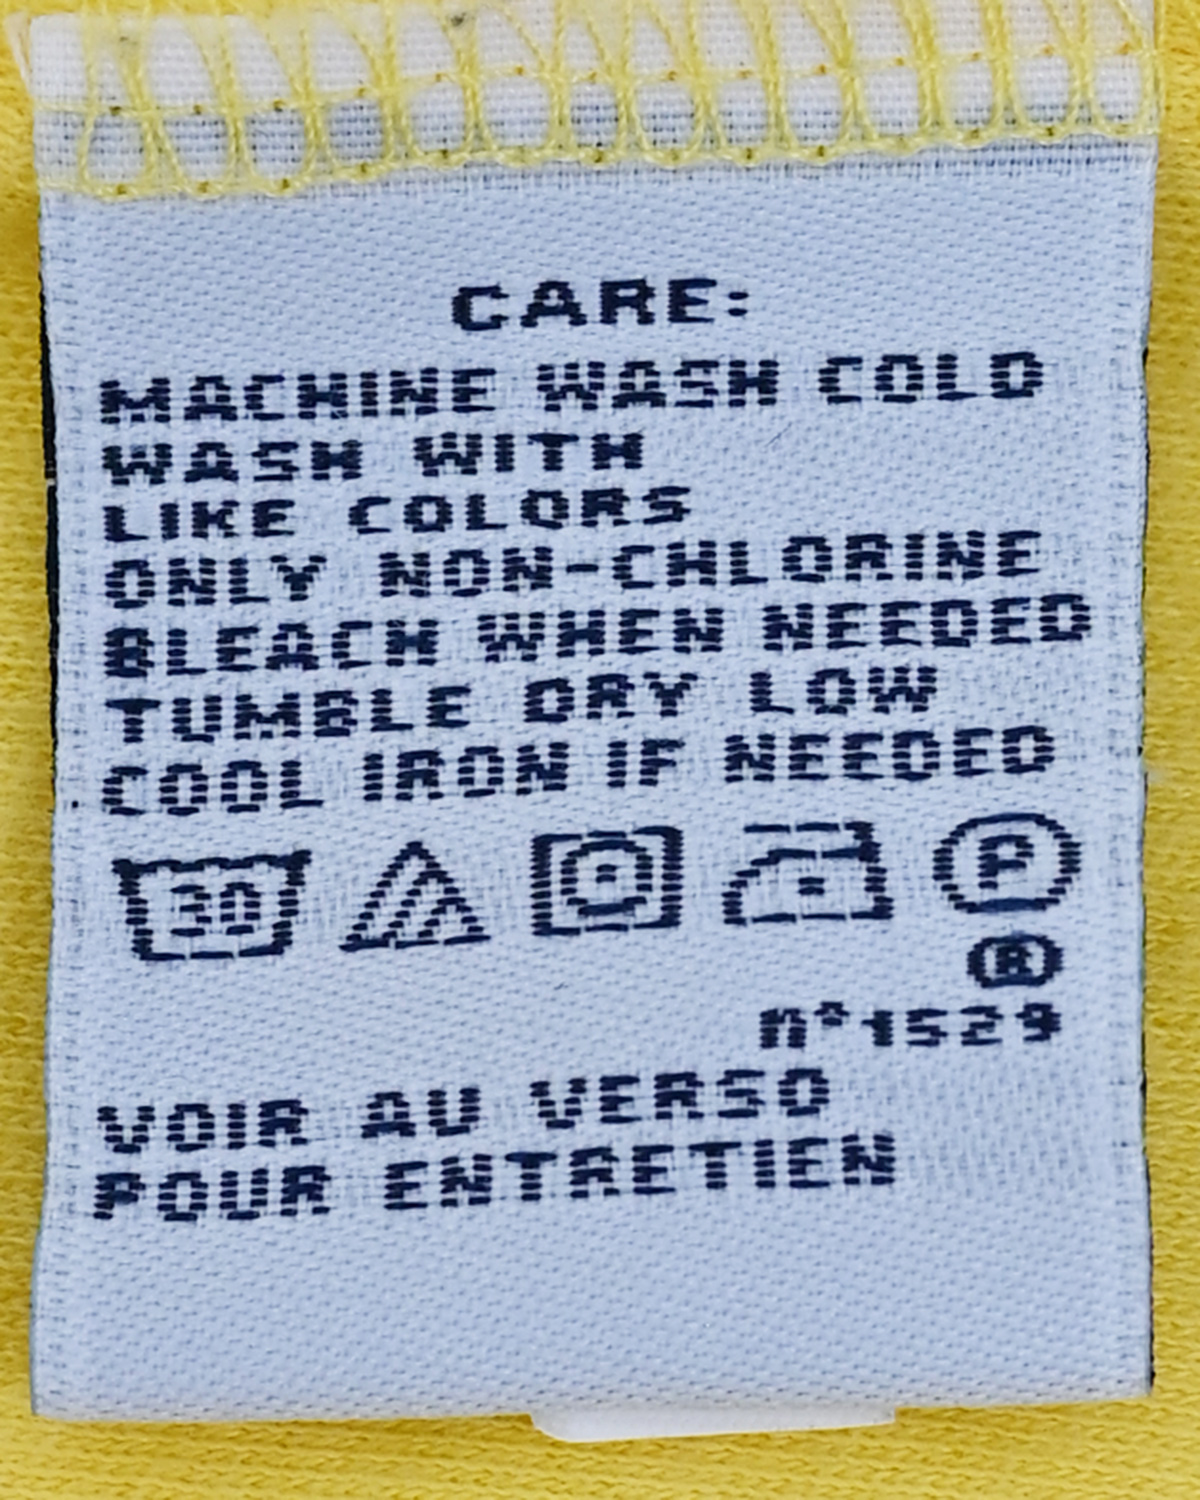 CARE:
MACHINE WASH COLD
WASH WITH
LIKE COLORS
ONLY NON-CHLORINE
BLEACH WHEN NEEDED
TUMBLE DRY LOW
COOL IRON IF NEEDED
30 P
®
n°1529
VOIR AU VERSO
POUR ENTRETIEN